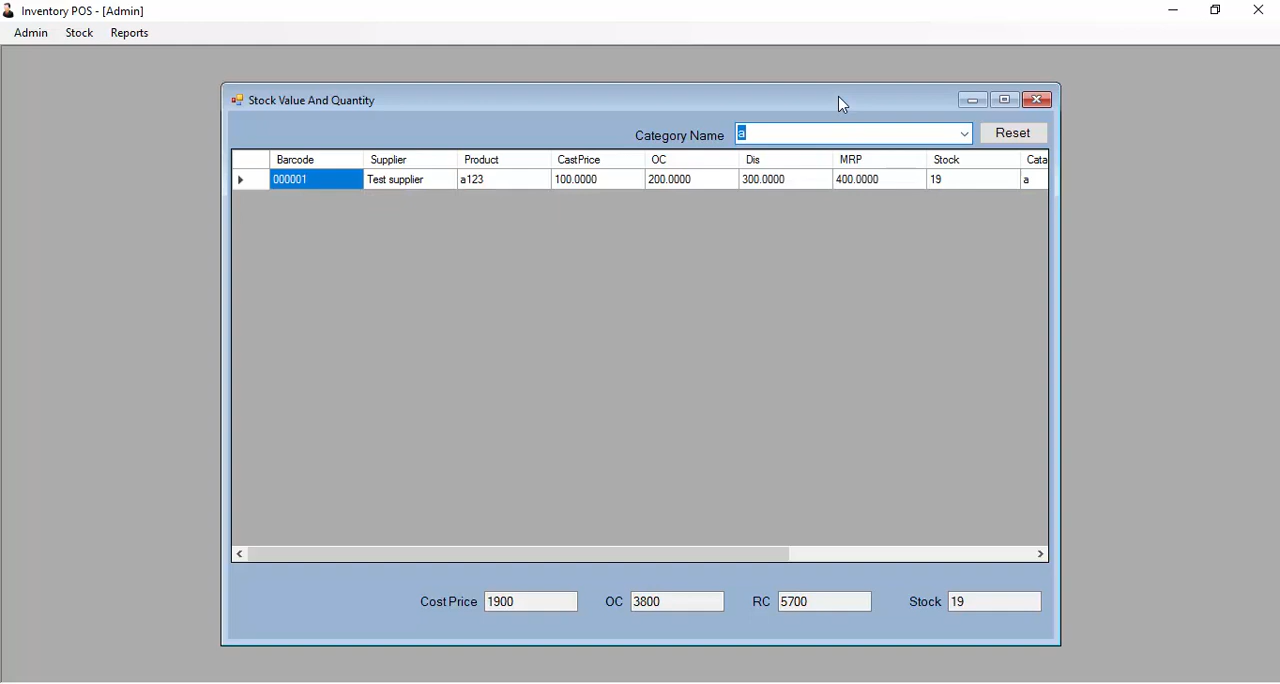 Inventory POS - [Admin]
Admin Stock Reports
Stock Value And Quantity
Category Name a Reset
Barcode Supplier Product CastPrice OC Dis MRP Stock Cata
000001 Test supplier a123 100.0000 200.0000 300.0000 400.0000 19 a
Cost Price 1900 OC 3800 RC 5700 Stock 19